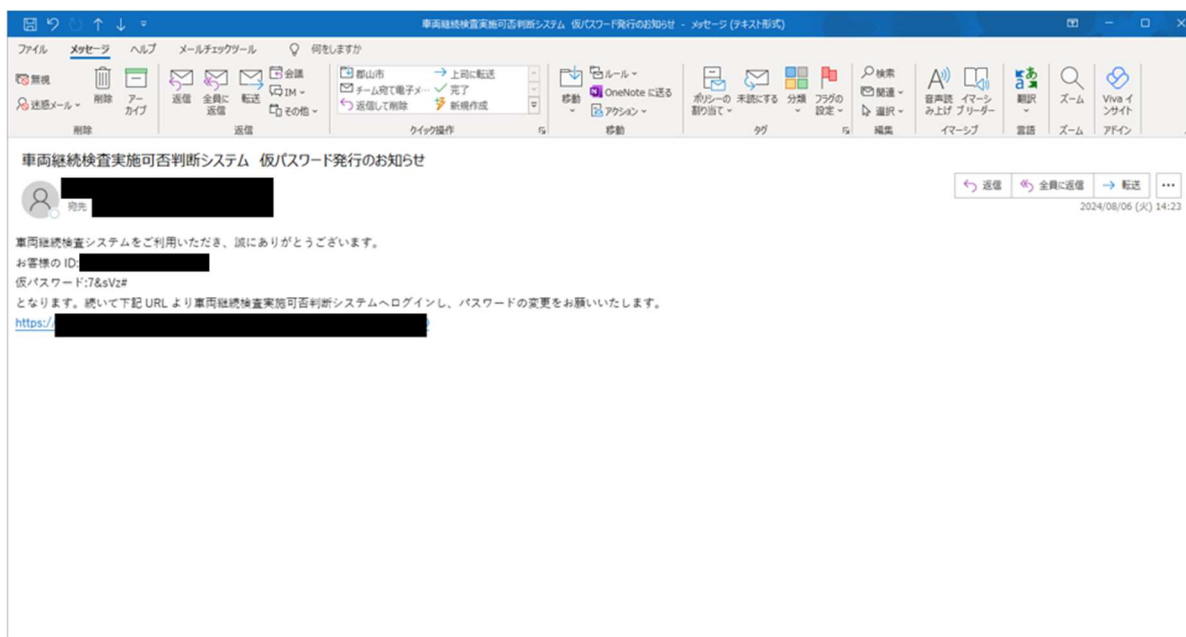 車両継続検査実施可否判断システム 仮パスワード発行のお知らせ - メッセージ (テキスト形式)
ファイル メッセージ ヘルプ メールチェックツール 何をしますか
無視
迷惑メール
削除
アーカイブ
削除
返信
全員に返信
転送
会議
IM
その他
返信
郡山市
チーム宛て電子メ…
返信して削除
上司に転送
完了
新規作成
クイック操作
移動
ルール
OneNote に送る
アクション
移動
ポリシーの割り当て
未読にする
分類
フラグの設定
タグ
検索
関連
選択
編集
音声読み上げ
イマーシブリーダー
イマーシブ
翻訳
言語
ズーム
ズーム
Viva インサイト
アドイン
車両継続検査実施可否判断システム 仮パスワード発行のお知らせ
宛先
返信 全員に返信 転送 …
2024/08/06 (火) 14:23
車両継続検査システムをご利用いただき、誠にありがとうございます。
お客様の ID:
仮パスワード:7&sVz#
となります。続いて下記 URL より車両継続検査実施可否判断システムへログインし、パスワードの変更をお願いいたします。
https:/